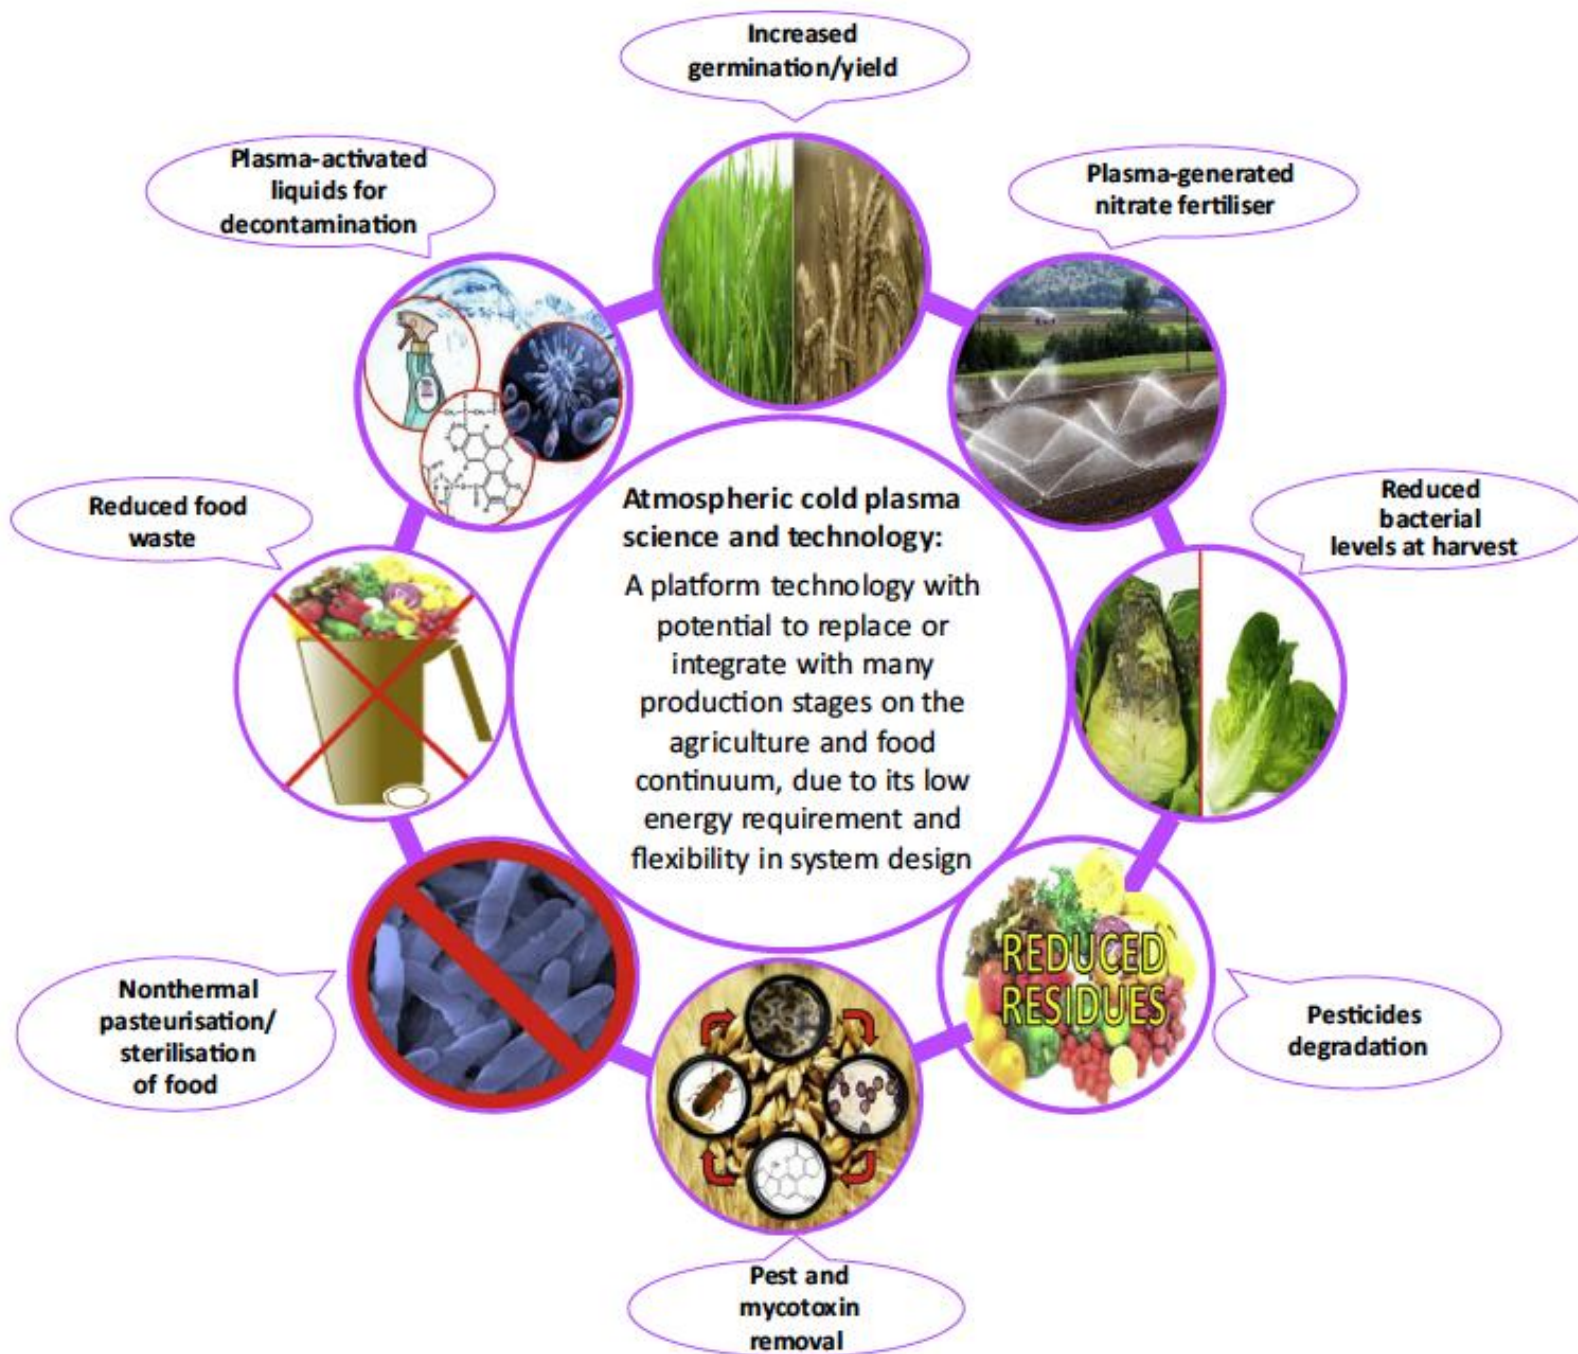 Increased
germination/yield
Plasma-activated
liquids for
decontamination
Plasma-generated
nitrate fertiliser
Reduced food
waste
Reduced
bacterial
levels at harvest
Atmospheric cold plasma
science and technology:
A platform technology with
potential to replace or
integrate with many
production stages on the
agriculture and food
continuum, due to its low
energy requirement and
flexibility in system design
REDUCED
RESIDUES
Nonthermal
pasteurisation/
sterilisation
of food
Pesticides
degradation
Pest and
mycotoxin
removal